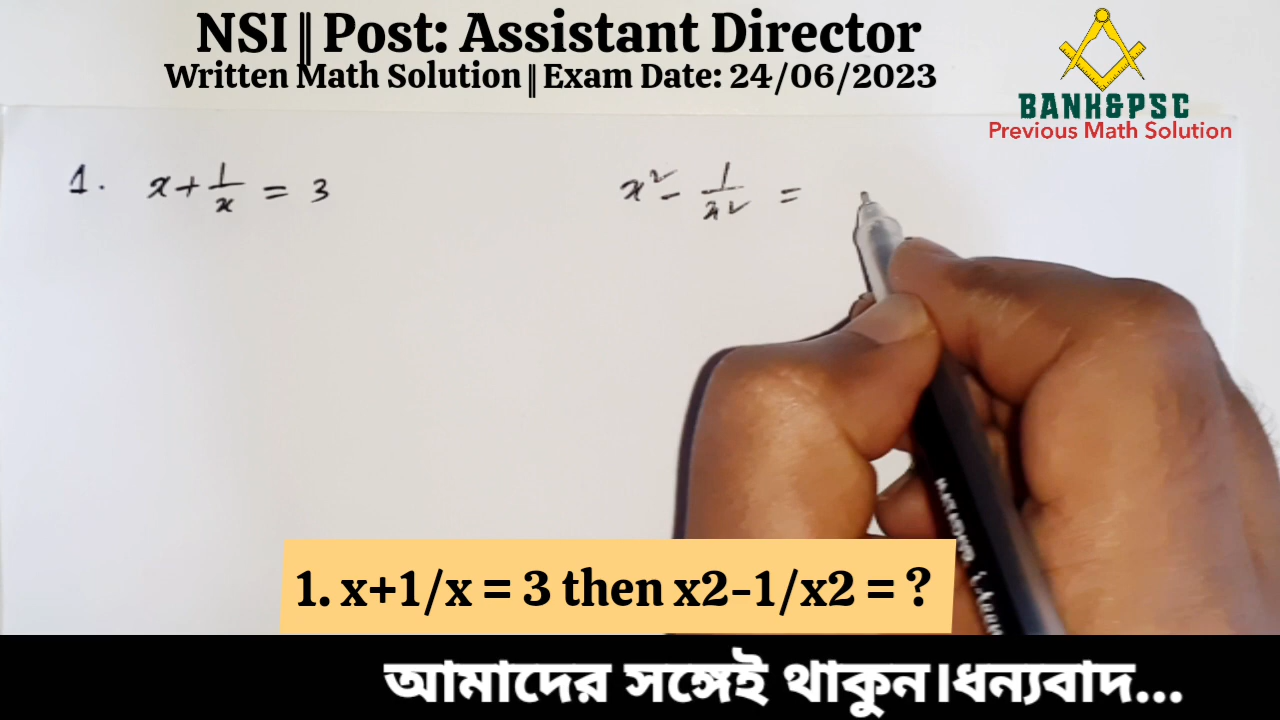 NSI || Post: Assistant Director
Written Math Solution || Exam Date: 24/06/2023
BANK&PSC
Previous Math Solution
1. x + 1/x = 3
x² - 1/x² =
MATADOR
1. x+1/x = 3 then x2-1/x2 = ?
আমাদের সঙ্গেই থাকুন।ধন্যবাদ...